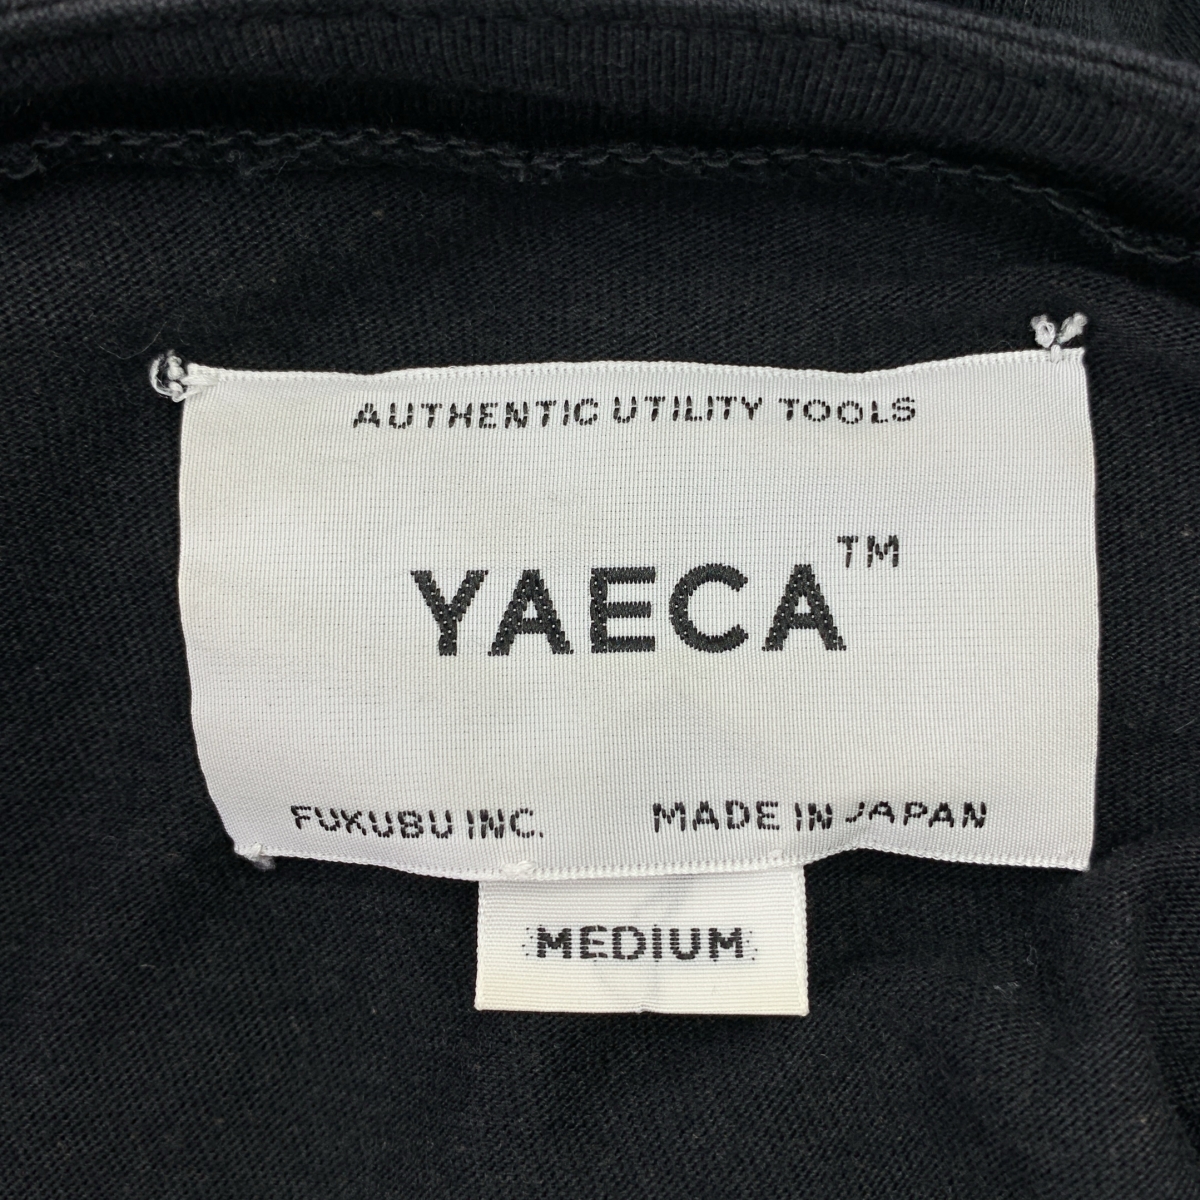 AUTHENTIC UTILITY TOOLS
YAECA™
FUKUBU INC. MADE IN JAPAN
MEDIUM